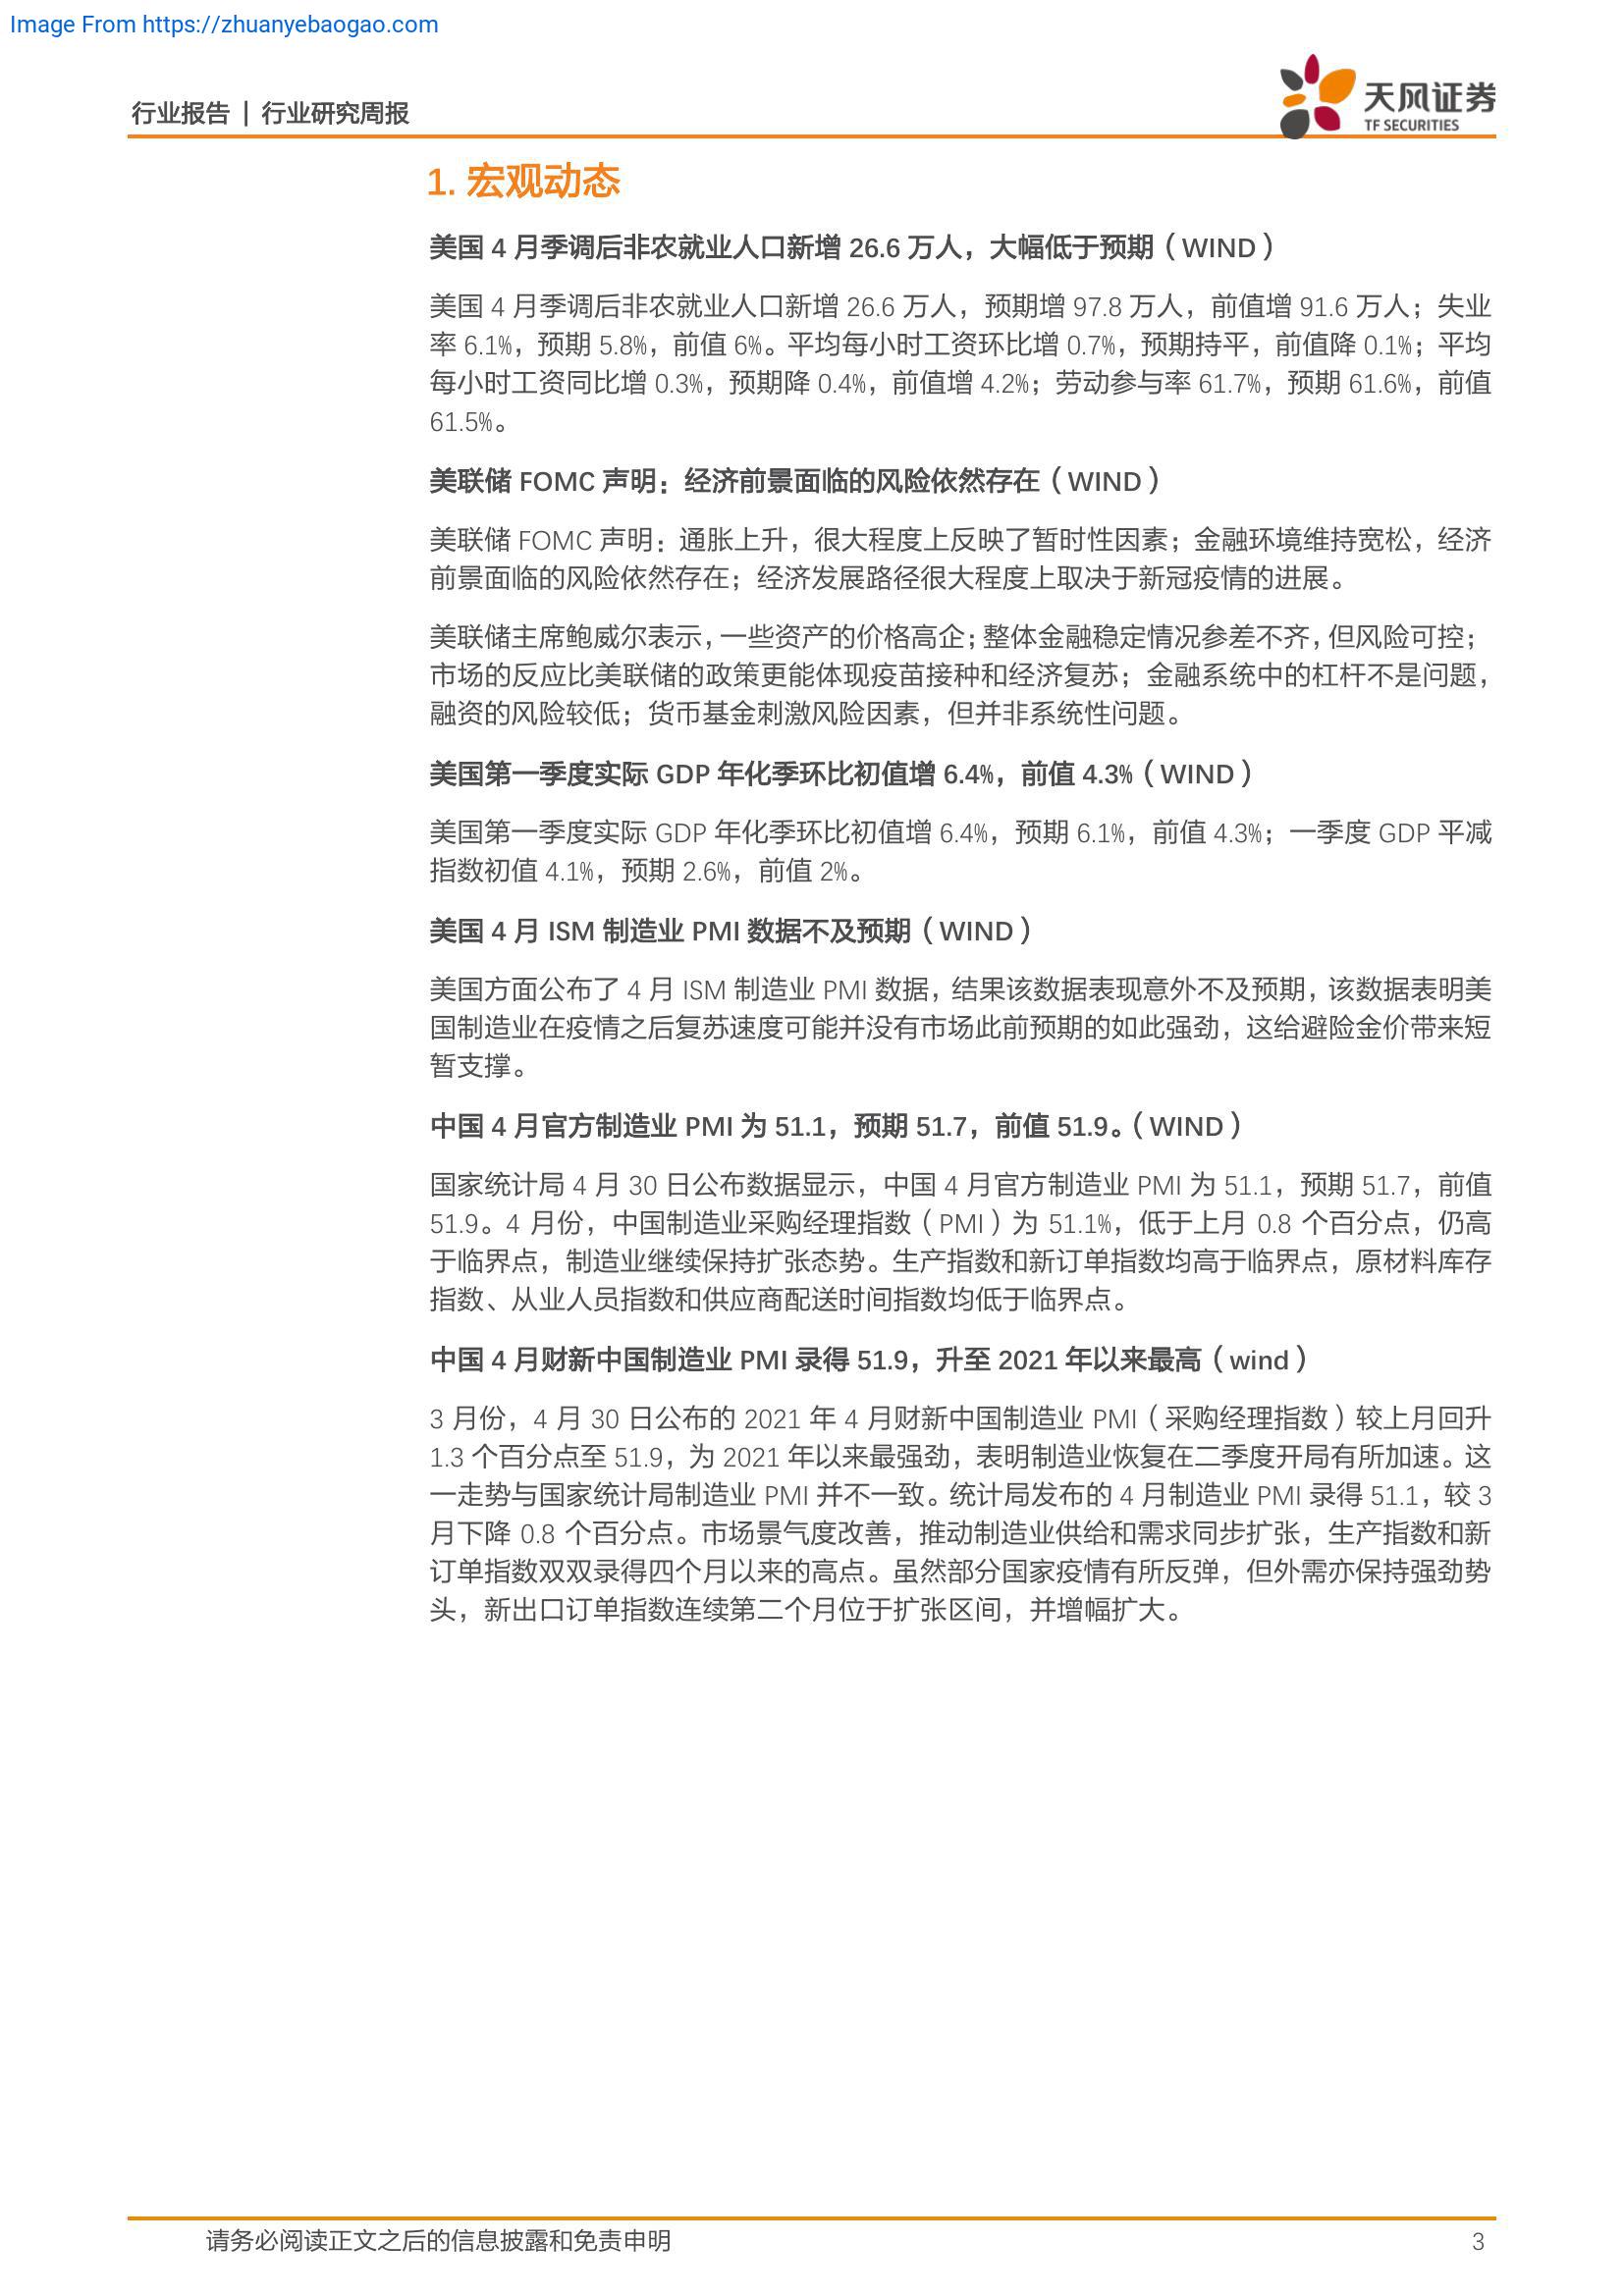 Image From https://zhuanyebaogao.com
行业报告 | 行业研究周报
天风证券
TF SECURITIES
1. 宏观动态
美国 4 月季调后非农就业人口新增 26.6 万人，大幅低于预期（WIND）
美国 4 月季调后非农就业人口新增 26.6 万人，预期增 97.8 万人，前值增 91.6 万人；失业
率 6.1%，预期 5.8%，前值 6%。平均每小时工资环比增 0.7%，预期持平，前值降 0.1%；平均
每小时工资同比增 0.3%，预期降 0.4%，前值增 4.2%；劳动参与率 61.7%，预期 61.6%，前值
61.5%。
美联储 FOMC 声明：经济前景面临的风险依然存在（WIND）
美联储 FOMC 声明：通胀上升，很大程度上反映了暂时性因素；金融环境维持宽松，经济
前景面临的风险依然存在；经济发展路径很大程度上取决于新冠疫情的进展。
美联储主席鲍威尔表示，一些资产的价格高企；整体金融稳定情况参差不齐，但风险可控；
市场的反应比美联储的政策更能体现疫苗接种和经济复苏；金融系统中的杠杆不是问题，
融资的风险较低；货币基金刺激风险因素，但并非系统性问题。
美国第一季度实际 GDP 年化季环比初值增 6.4%，前值 4.3%（WIND）
美国第一季度实际 GDP 年化季环比初值增 6.4%，预期 6.1%，前值 4.3%；一季度 GDP 平减
指数初值 4.1%，预期 2.6%，前值 2%。
美国 4 月 ISM 制造业 PMI 数据不及预期（WIND）
美国方面公布了 4 月 ISM 制造业 PMI 数据，结果该数据表现意外不及预期，该数据表明美
国制造业在疫情之后复苏速度可能并没有市场此前预期的如此强劲，这给避险金价带来短
暂支撑。
中国 4 月官方制造业 PMI 为 51.1，预期 51.7，前值 51.9。（WIND）
国家统计局 4 月 30 日公布数据显示，中国 4 月官方制造业 PMI 为 51.1，预期 51.7，前值
51.9。4 月份，中国制造业采购经理指数（PMI）为 51.1%，低于上月 0.8 个百分点，仍高
于临界点，制造业继续保持扩张态势。生产指数和新订单指数均高于临界点，原材料库存
指数、从业人员指数和供应商配送时间指数均低于临界点。
中国 4 月财新中国制造业 PMI 录得 51.9，升至 2021 年以来最高（wind）
3 月份，4 月 30 日公布的 2021 年 4 月财新中国制造业 PMI（采购经理指数）较上月回升
1.3 个百分点至 51.9，为 2021 年以来最强劲，表明制造业恢复在二季度开局有所加速。这
一走势与国家统计局制造业 PMI 并不一致。统计局发布的 4 月制造业 PMI 录得 51.1，较 3
月下降 0.8 个百分点。市场景气度改善，推动制造业供给和需求同步扩张，生产指数和新
订单指数双双录得四个月以来的高点。虽然部分国家疫情有所反弹，但外需亦保持强劲势
头，新出口订单指数连续第二个月位于扩张区间，并增幅扩大。
请务必阅读正文之后的信息披露和免责申明
3